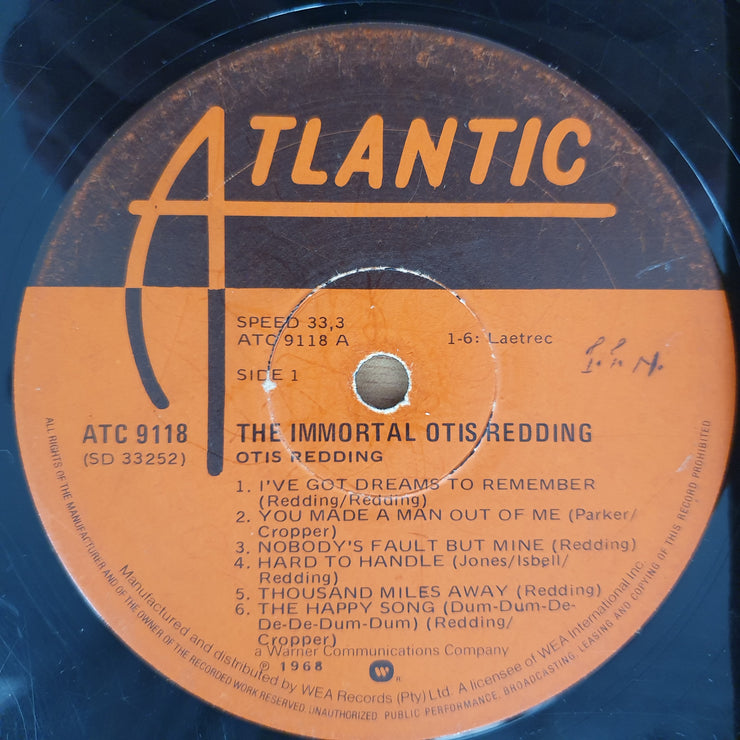 ATLANTIC
SPEED 33,3
ATC 9118 A
1-6: Laetrec
SIDE 1
ATC 9118
(SD 33252)
THE IMMORTAL OTIS REDDING
OTIS REDDING
1. I'VE GOT DREAMS TO REMEMBER
(Redding/Redding)
2. YOU MADE A MAN OUT OF ME (Parker/
Cropper)
3. NOBODY'S FAULT BUT MINE (Redding)
4. HARD TO HANDLE (Jones/Isbell/
Redding)
5. THOUSAND MILES AWAY (Redding)
6. THE HAPPY SONG (Dum-Dum-De-
De-De-Dum-Dum) (Redding/
Cropper)
a Warner Communications Company
℗ 1968
Manufactured and distributed by WEA Records (Pty) Ltd. A licensee of WEA International Inc.
ALL RIGHTS OF THE MANUFACTURER AND OF THE OWNER OF THE RECORDED WORK RESERVED UNAUTHORIZED PUBLIC PERFORMANCE, BROADCASTING, LEASING AND COPYING OF THIS RECORD PROHIBITED